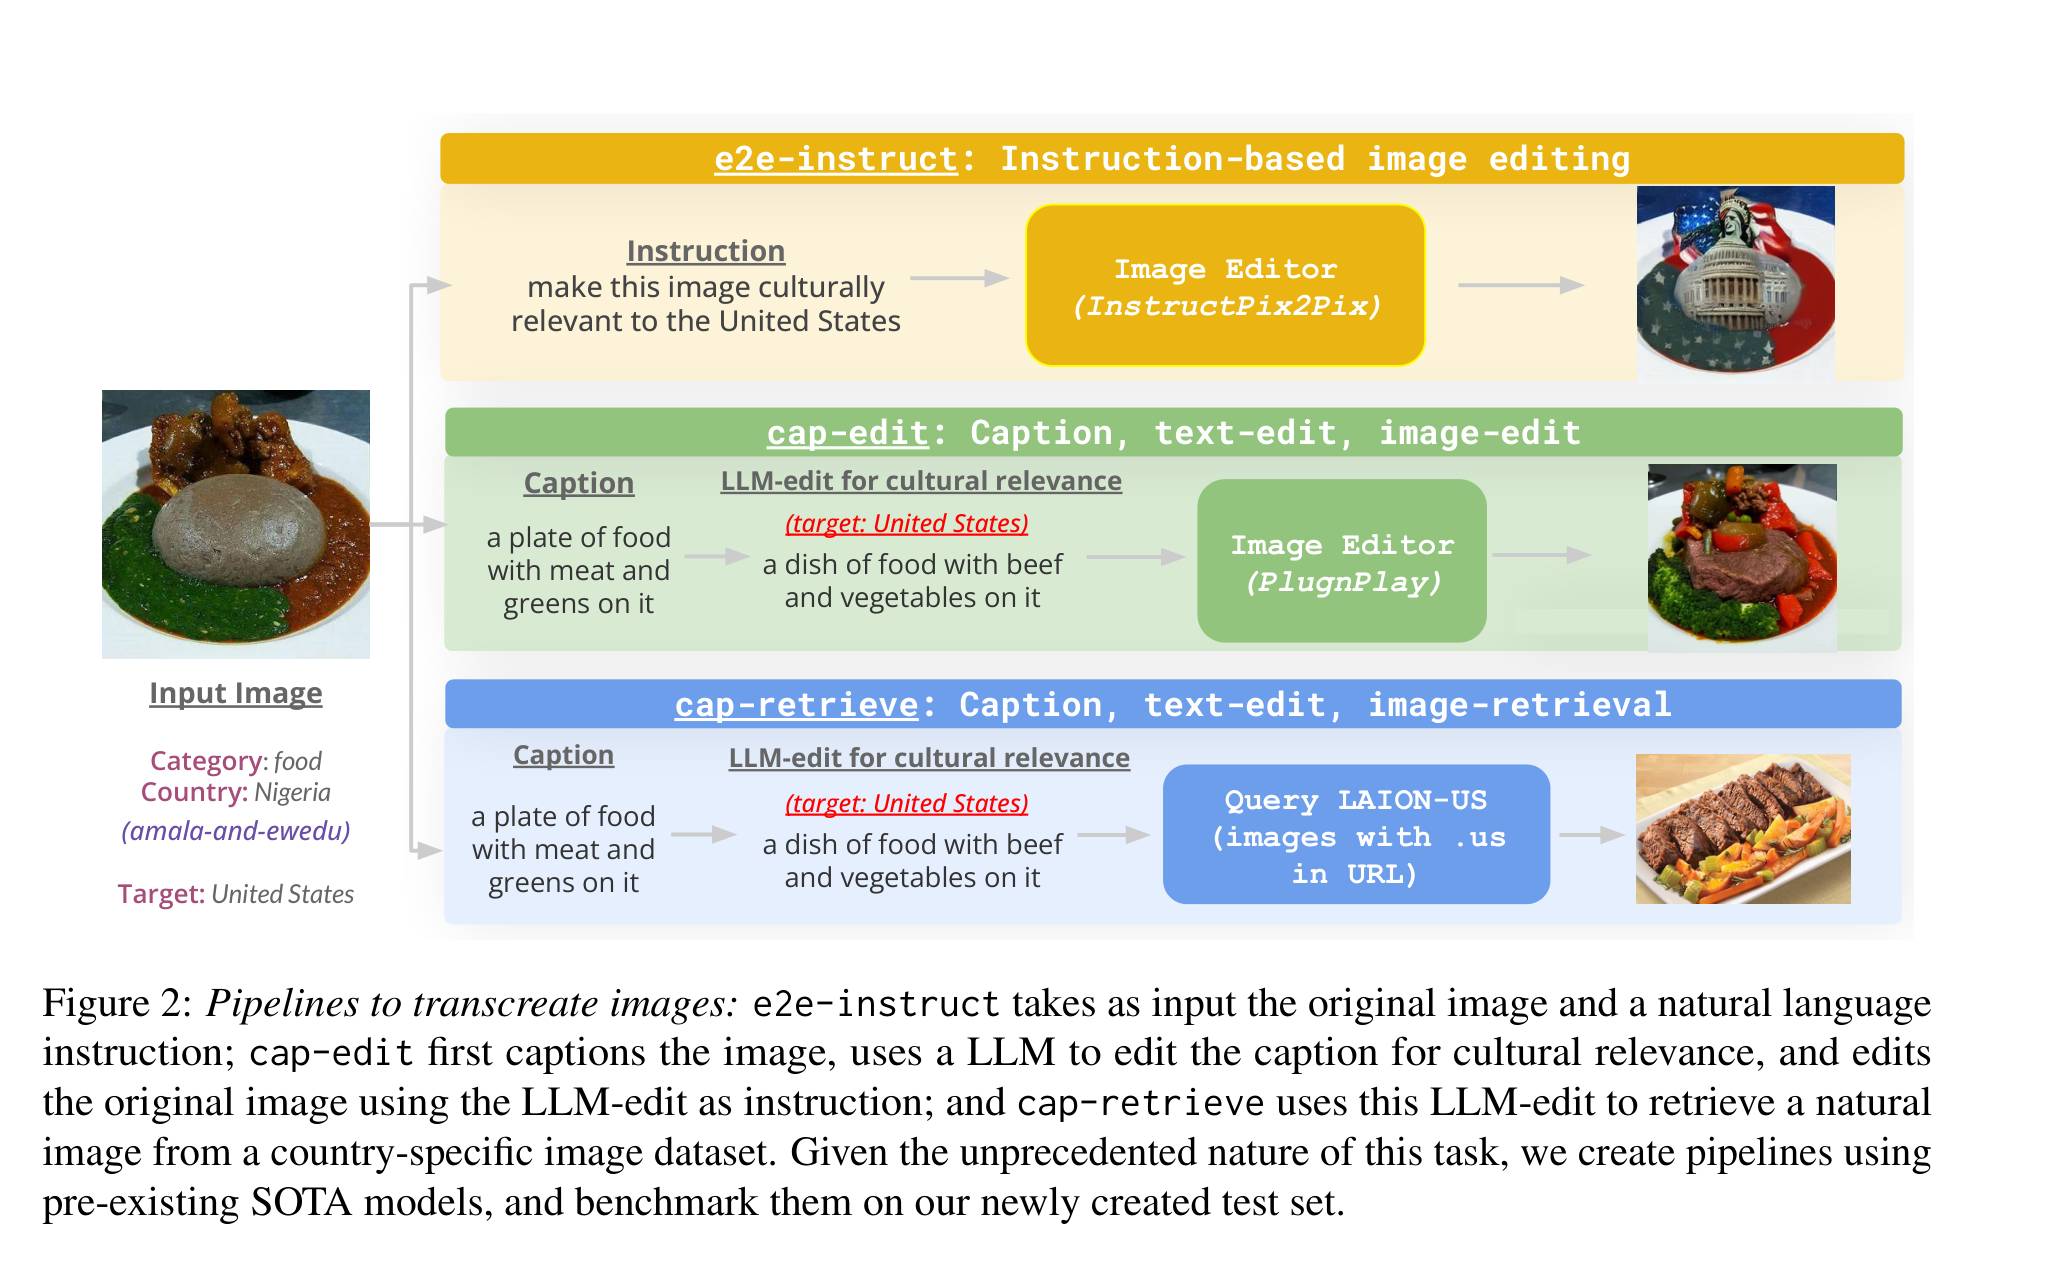 e2e-instruct: Instruction-based image editing
Instruction
make this image culturally
relevant to the United States
Image Editor
(InstructPix2Pix)
cap-edit: Caption, text-edit, image-edit
Caption
a plate of food
with meat and
greens on it
LLM-edit for cultural relevance
(target: United States)
a dish of food with beef
and vegetables on it
Image Editor
(PlugnPlay)
Input Image
Category: food
Country: Nigeria
(amala-and-ewedu)
Target: United States
cap-retrieve: Caption, text-edit, image-retrieval
Caption
a plate of food
with meat and
greens on it
LLM-edit for cultural relevance
(target: United States)
a dish of food with beef
and vegetables on it
Query LAION-US
(images with .us
in URL)
Figure 2: Pipelines to transcreate images: e2e-instruct takes as input the original image and a natural language
instruction; cap-edit first captions the image, uses a LLM to edit the caption for cultural relevance, and edits
the original image using the LLM-edit as instruction; and cap-retrieve uses this LLM-edit to retrieve a natural
image from a country-specific image dataset. Given the unprecedented nature of this task, we create pipelines using
pre-existing SOTA models, and benchmark them on our newly created test set.